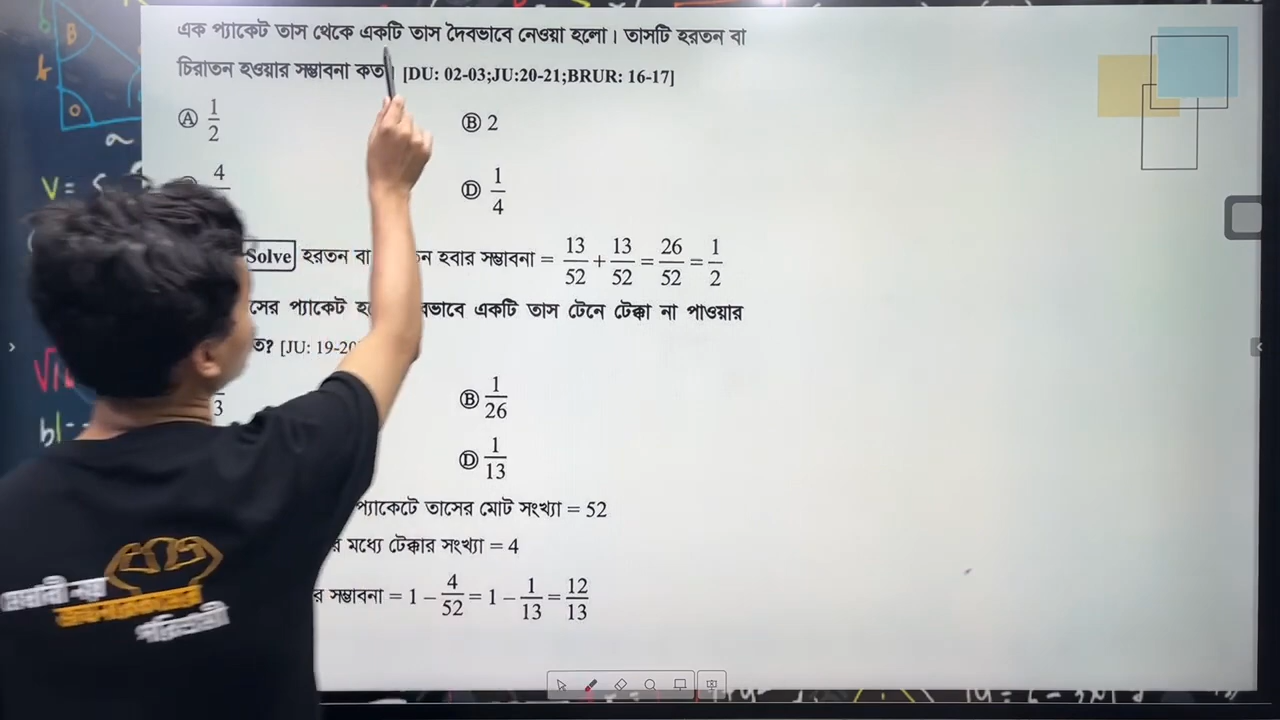 এক প্যাকেট তাস থেকে একটি তাস দৈবভাবে নেওয়া হলো। তাসটি হরতন বা
চিরাতন হওয়ার সম্ভাবনা কত [DU: 02-03;JU:20-21;BRUR: 16-17]
Ⓐ 1/2 Ⓑ 2
4 Ⓓ 1/4
Solve হরতন বা ন হবার সম্ভাবনা = 13/52 + 13/52 = 26/52 = 1/2
সের প্যাকেট ভাবে একটি তাস টেনে টেক্কা না পাওয়ার
ত? [JU: 19-20
3 Ⓑ 1/26
Ⓓ 1/13
প্যাকেটে তাসের মোট সংখ্যা = 52
র মধ্যে টেক্কার সংখ্যা = 4
র সম্ভাবনা = 1 – 4/52 = 1 – 1/13 = 12/13